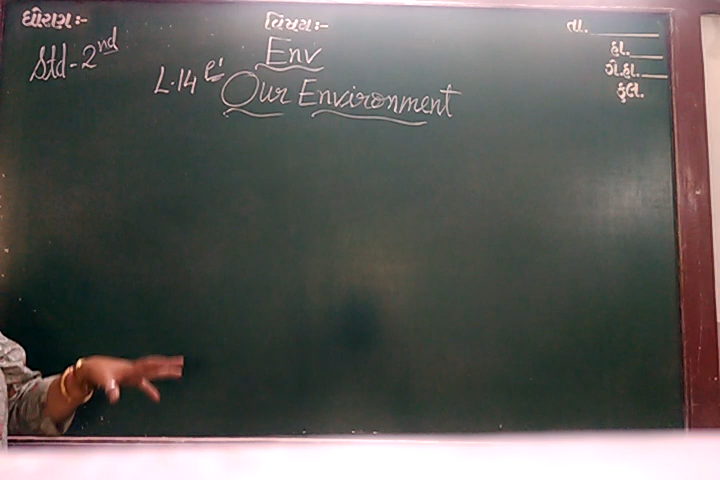 ધોરણ :-
વિષય :-
તા.
Std - 2nd
Env
હા.
L.14
Our Environment
ગે.હા.
કુલ.